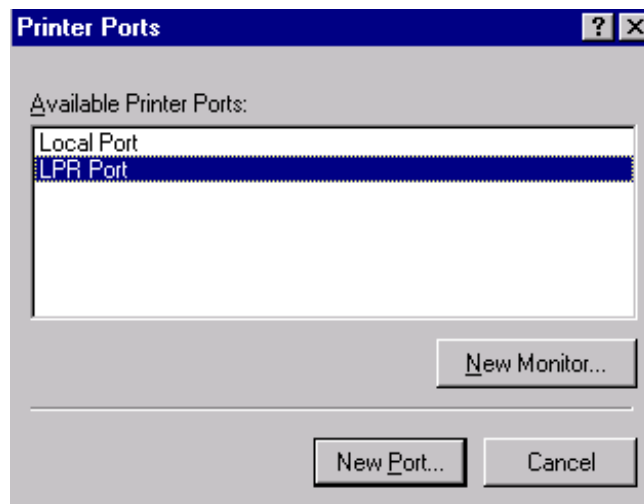 Printer Ports
Available Printer Ports:
Local Port
LPR Port
New Monitor...
New Port...
Cancel